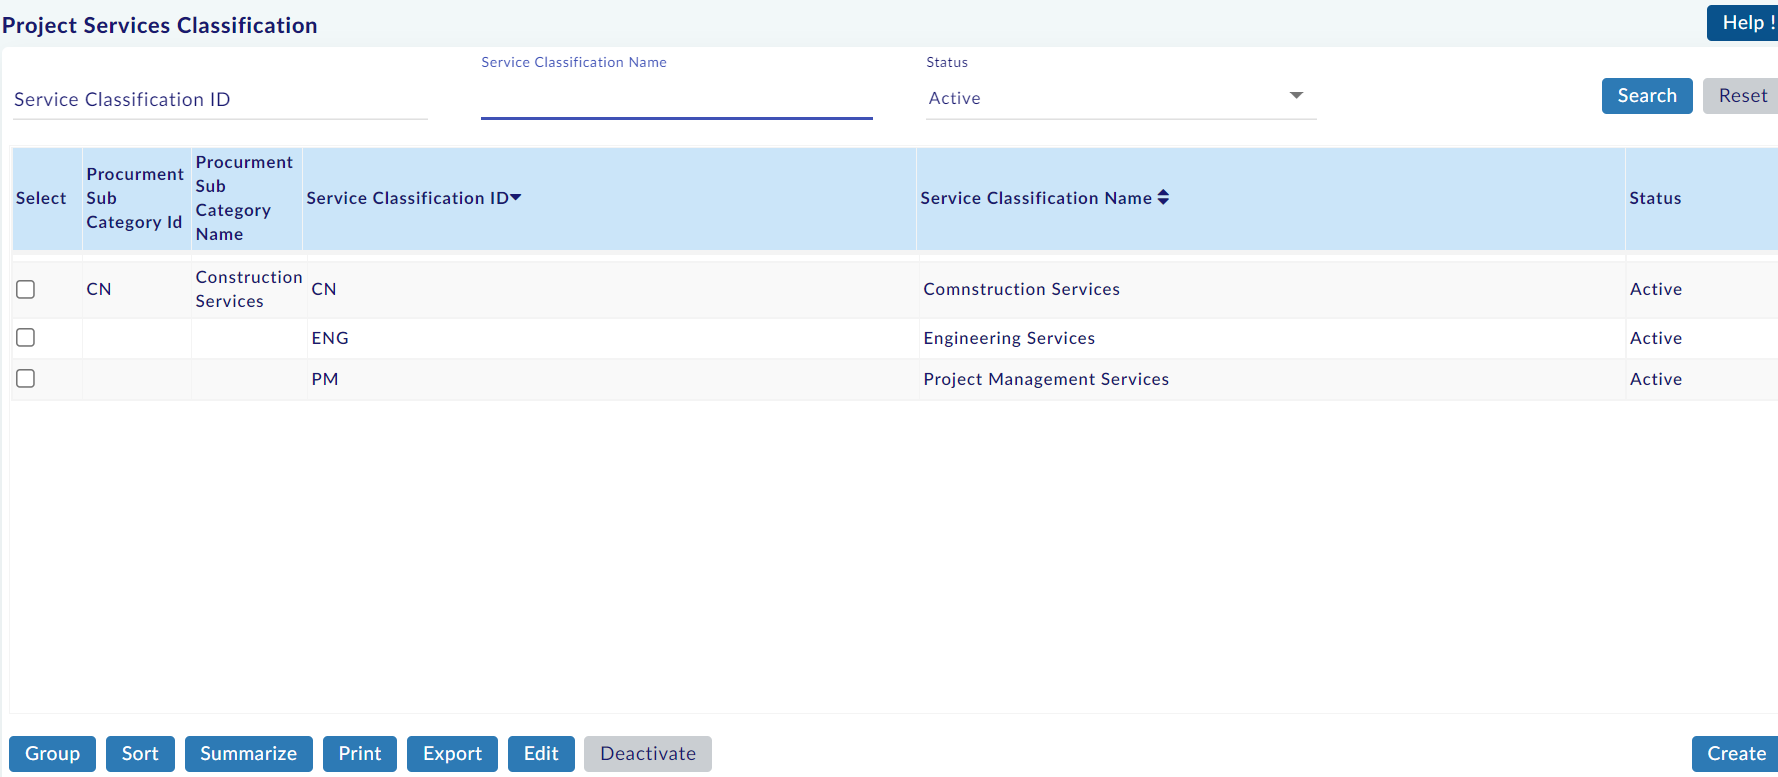 Project Services Classification
Help !
Service Classification ID
Service Classification Name
Status
Active
Search
Reset
Select
Procurment
Sub
Category Id
Procurment
Sub
Category
Name
Service Classification ID
Service Classification Name
Status
CN
Construction
Services
CN
Comnstruction Services
Active
ENG
Engineering Services
Active
PM
Project Management Services
Active
Group
Sort
Summarize
Print
Export
Edit
Deactivate
Create